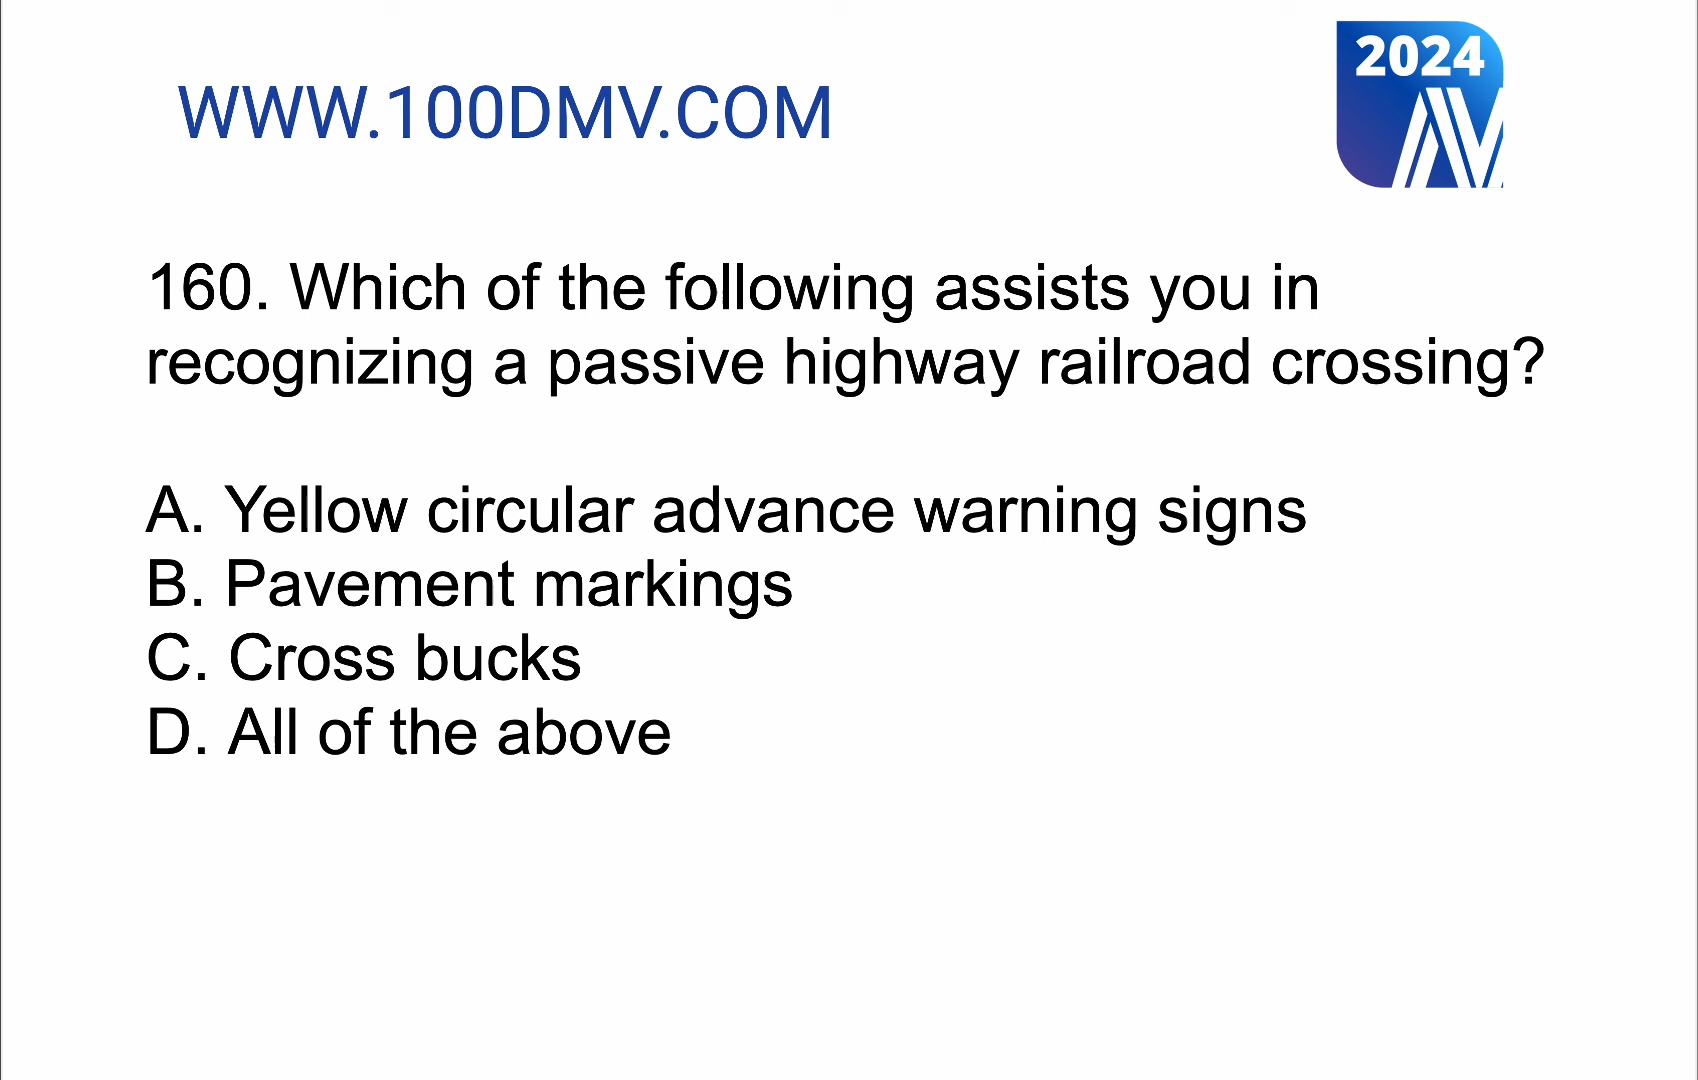 2024
WWW.100DMV.COM
160. Which of the following assists you in
recognizing a passive highway railroad crossing?
A. Yellow circular advance warning signs
B. Pavement markings
C. Cross bucks
D. All of the above